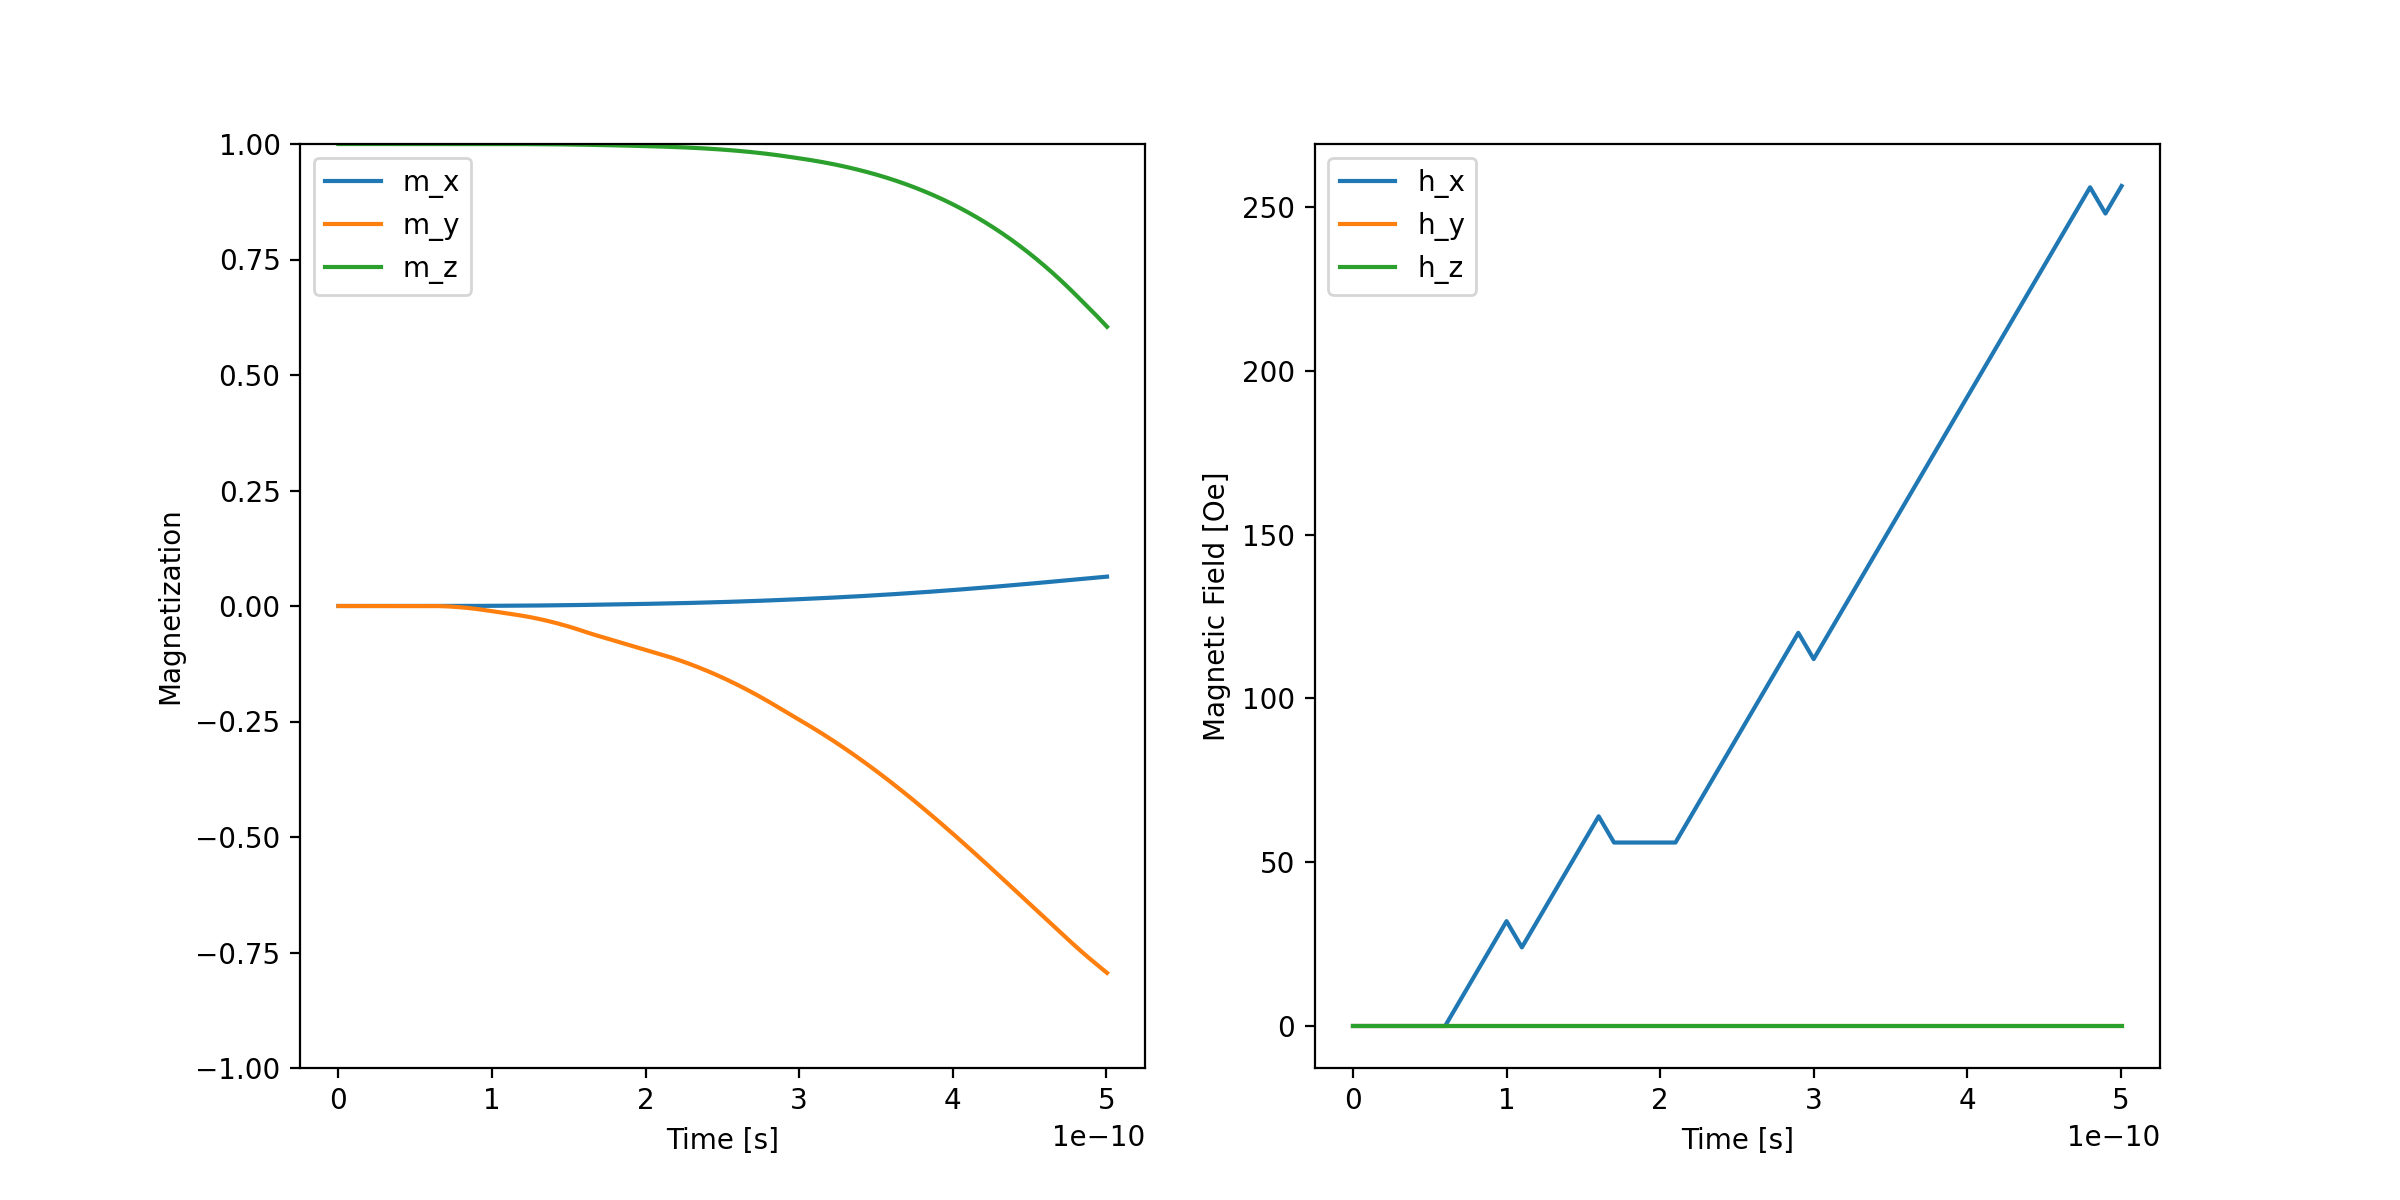 1.00
0.75
0.50
0.25
0.00
−0.25
−0.50
−0.75
−1.00
Magnetization
m_x
m_y
m_z
0 1 2 3 4 5
1e−10
Time [s]
250
200
150
100
50
0
Magnetic Field [Oe]
h_x
h_y
h_z
0 1 2 3 4 5
1e−10
Time [s]